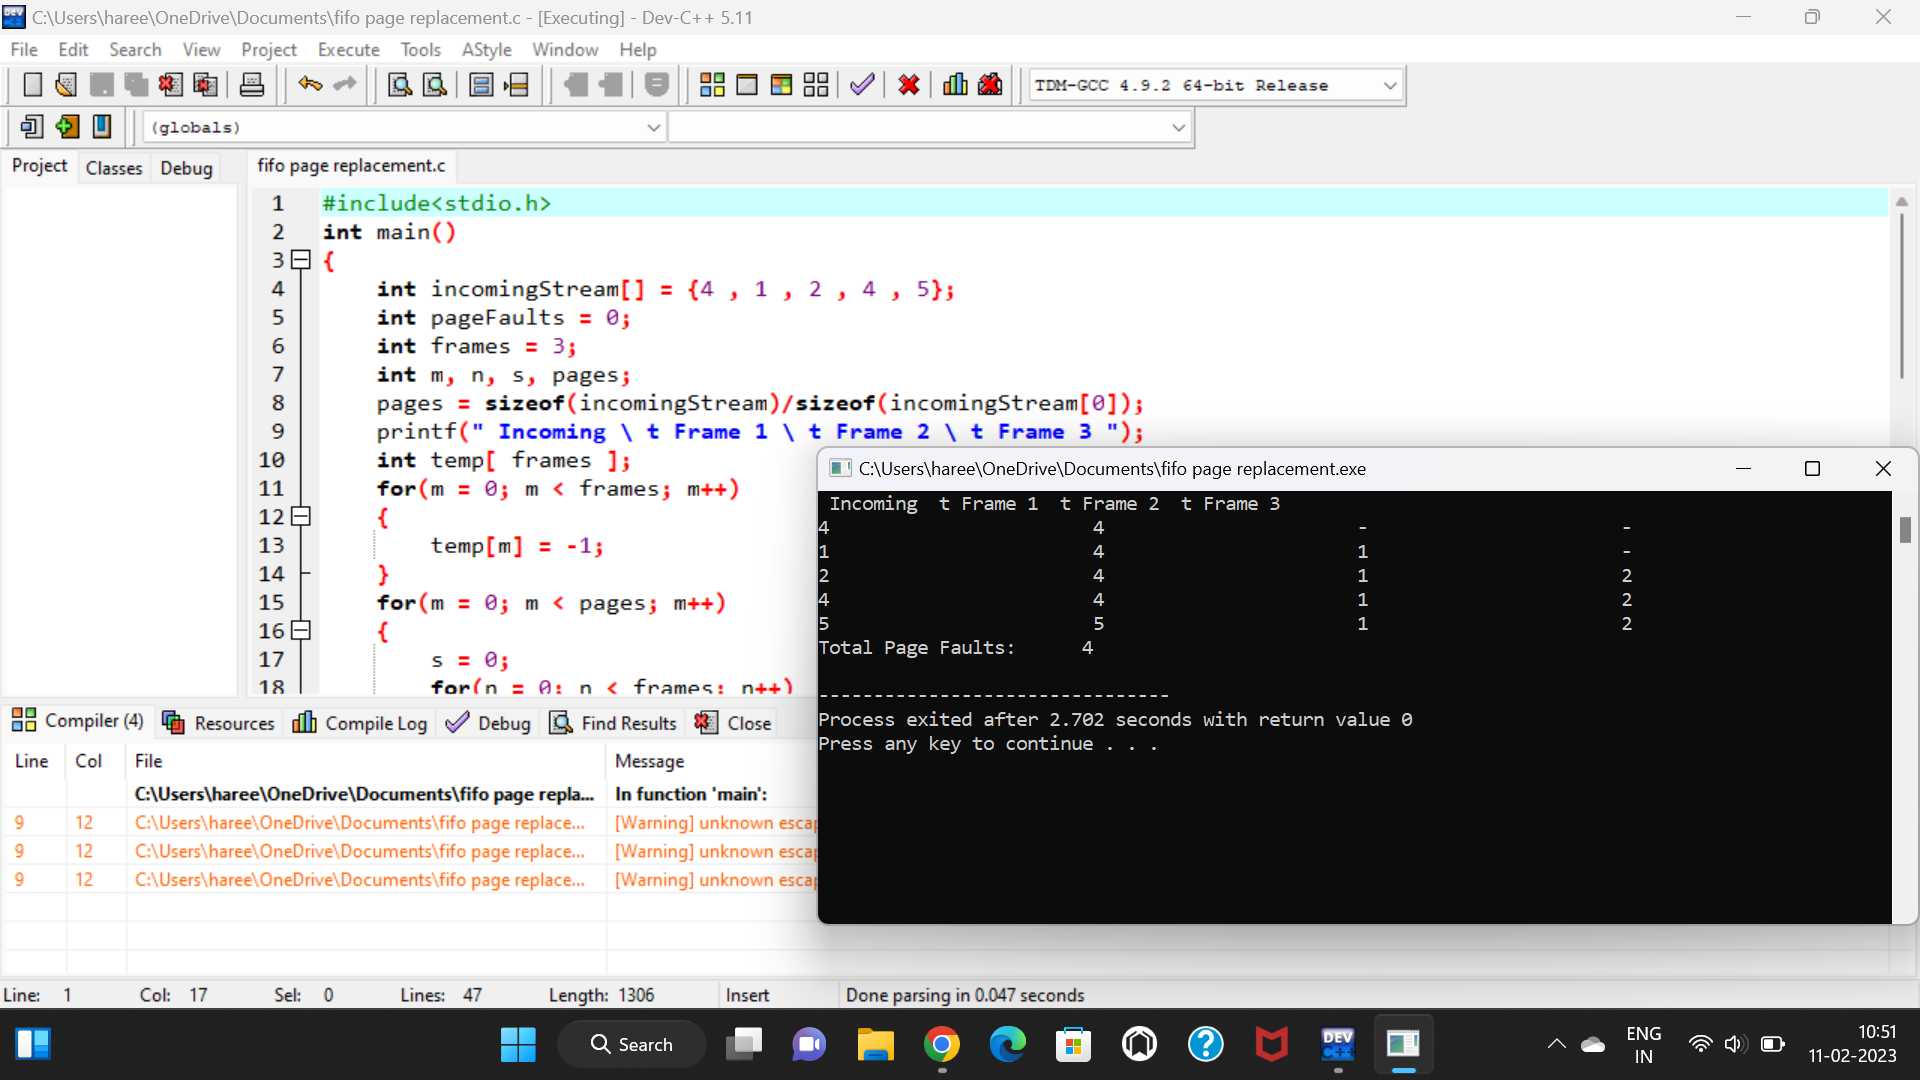 C:\Users\haree\OneDrive\Documents\fifo page replacement.c - [Executing] - Dev-C++ 5.11
File Edit Search View Project Execute Tools AStyle Window Help
TDM-GCC 4.9.2 64-bit Release
(globals)
Project Classes Debug
fifo page replacement.c
1 #include<stdio.h>
2 int main()
3 {
4 int incomingStream[] = {4 , 1 , 2 , 4 , 5};
5 int pageFaults = 0;
6 int frames = 3;
7 int m, n, s, pages;
8 pages = sizeof(incomingStream)/sizeof(incomingStream[0]);
9 printf(" Incoming \ t Frame 1 \ t Frame 2 \ t Frame 3 ");
10 int temp[ frames ];
11 for(m = 0; m < frames; m++)
12 {
13 temp[m] = -1;
14 }
15 for(m = 0; m < pages; m++)
16 {
17 s = 0;
18 for(n = 0; n < frames; n++)
C:\Users\haree\OneDrive\Documents\fifo page replacement.exe
Incoming t Frame 1 t Frame 2 t Frame 3
4 4 - -
1 4 1 -
2 4 1 2
4 4 1 2
5 5 1 2
Total Page Faults: 4
--------------------------------
Process exited after 2.702 seconds with return value 0
Press any key to continue . . .
Compiler (4) Resources Compile Log Debug Find Results Close
Line Col File Message
C:\Users\haree\OneDrive\Documents\fifo page repla... In function 'main':
9 12 C:\Users\haree\OneDrive\Documents\fifo page replace... [Warning] unknown escap
9 12 C:\Users\haree\OneDrive\Documents\fifo page replace... [Warning] unknown escap
9 12 C:\Users\haree\OneDrive\Documents\fifo page replace... [Warning] unknown escap
Line: 1 Col: 17 Sel: 0 Lines: 47 Length: 1306 Insert Done parsing in 0.047 seconds
Search
DEV
C++
ENG
IN
10:51
11-02-2023